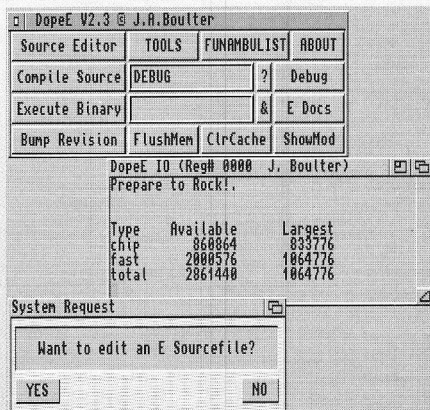 DopeE V2.3 © J.A.Boulter
Source Editor TOOLS FUNAMBULIST ABOUT
Compile Source DEBUG ? Debug
Execute Binary & E Docs
Bump Revision FlushMem ClrCache ShowMod
DopeE IO (Reg# 0000 J. Boulter)
Prepare to Rock!.
Type Available Largest
chip 860864 833776
fast 2000576 1064776
total 2861440 1064776
System Request
Want to edit an E Sourcefile?
YES NO